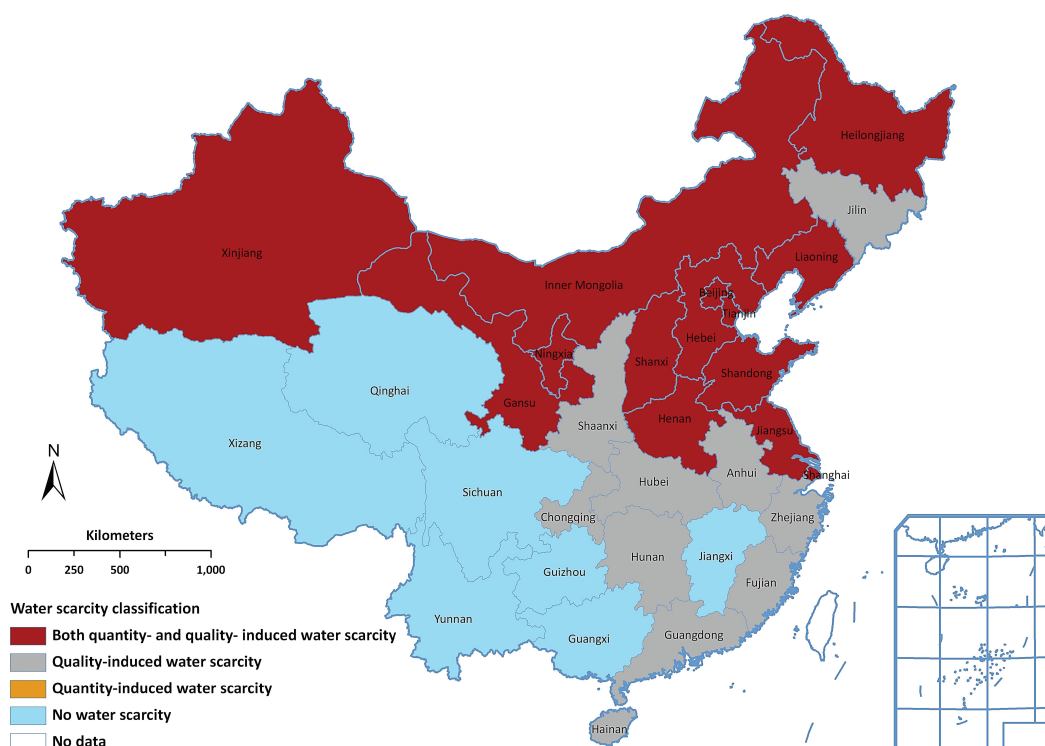 Heilongjiang
Jilin
Xinjiang
Liaoning
Inner Mongolia
Beijing
Tianjin
Hebei
Ningxia
Shanxi
Shandong
Qinghai
Gansu
Henan
Shaanxi
Jiangsu
Xizang
N
Anhui
Shanghai
Hubei
Sichuan
Chongqing
Zhejiang
Kilometers
0 250 500 1,000
Hunan
Jiangxi
Guizhou
Fujian
Water scarcity classification
Both quantity- and quality- induced water scarcity
Yunnan
Guangxi
Guangdong
Quality-induced water scarcity
Quantity-induced water scarcity
No water scarcity
Hainan
No data